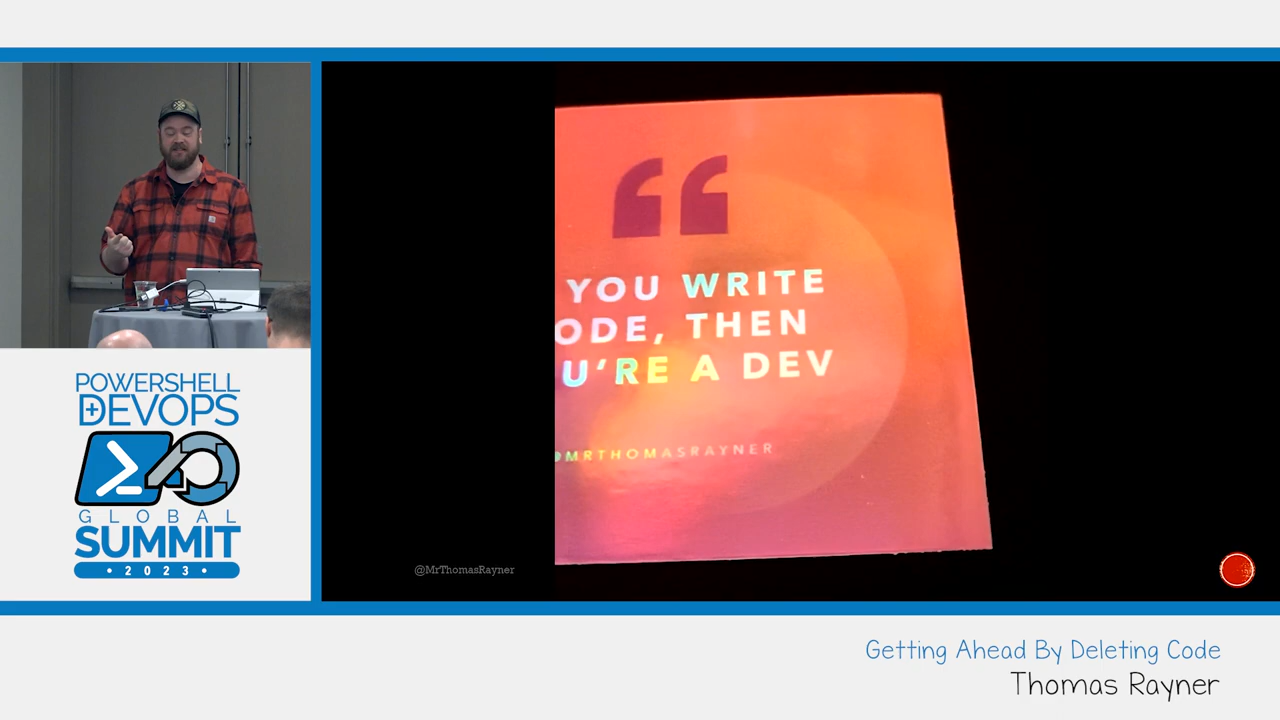 “
YOU WRITE
ODE, THEN
U’RE A DEV
@MRTHOMASRAYNER
@MrThomasRayner
POWERSHELL
+DEVOPS
GLOBAL
SUMMIT
• 2023 •
Getting Ahead By Deleting Code
Thomas Rayner